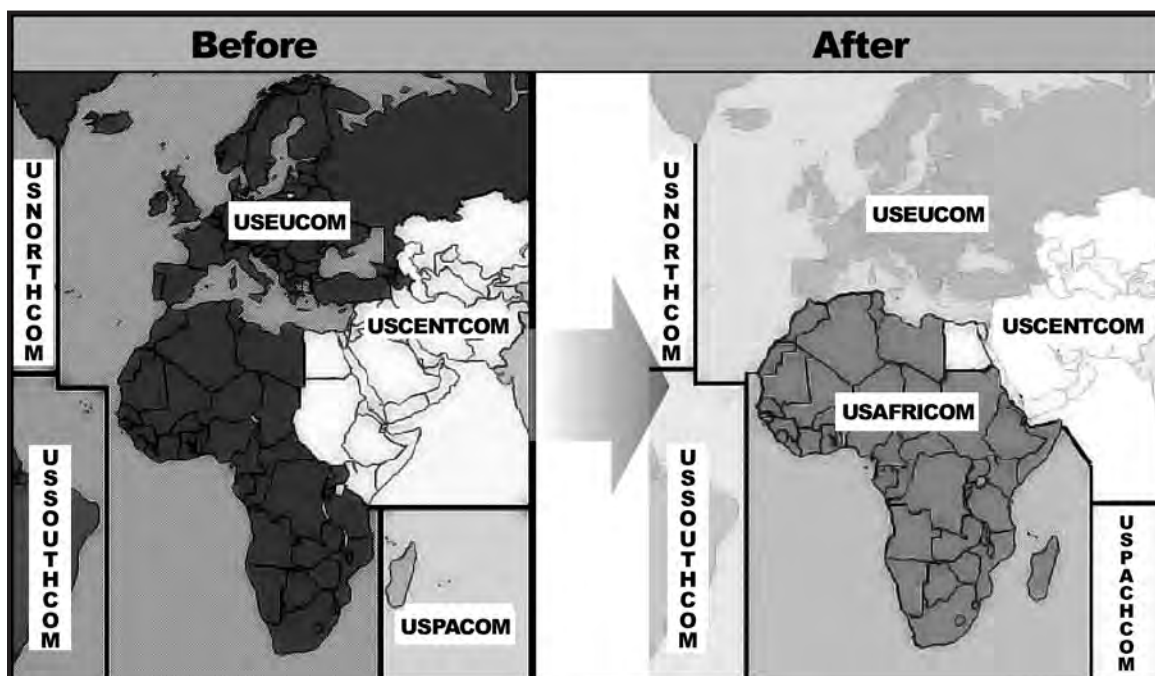 Before
After
USNORTHCOM
USEUCOM
USCENTCOM
USSOUTHCOM
USPACOM
USNORTHCOM
USEUCOM
USCENTCOM
USAFRICOM
USSOUTHCOM
USPACHCOM